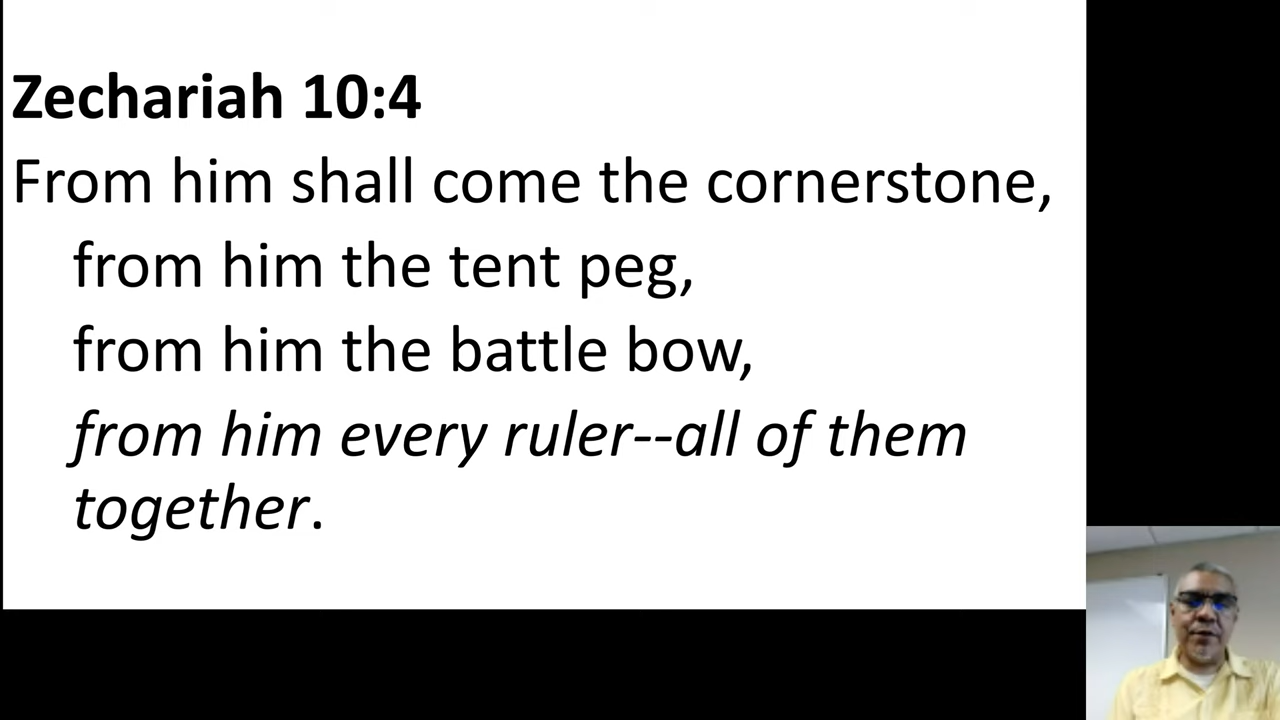 Zechariah 10:4
From him shall come the cornerstone,
from him the tent peg,
from him the battle bow,
from him every ruler--all of them
together.